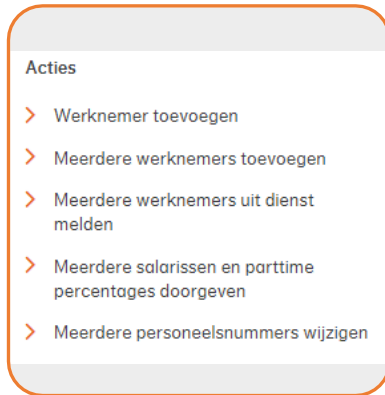 Acties
Werknemer toevoegen
Meerdere werknemers toevoegen
Meerdere werknemers uit dienst
melden
Meerdere salarissen en parttime
percentages doorgeven
Meerdere personeelsnummers wijzigen